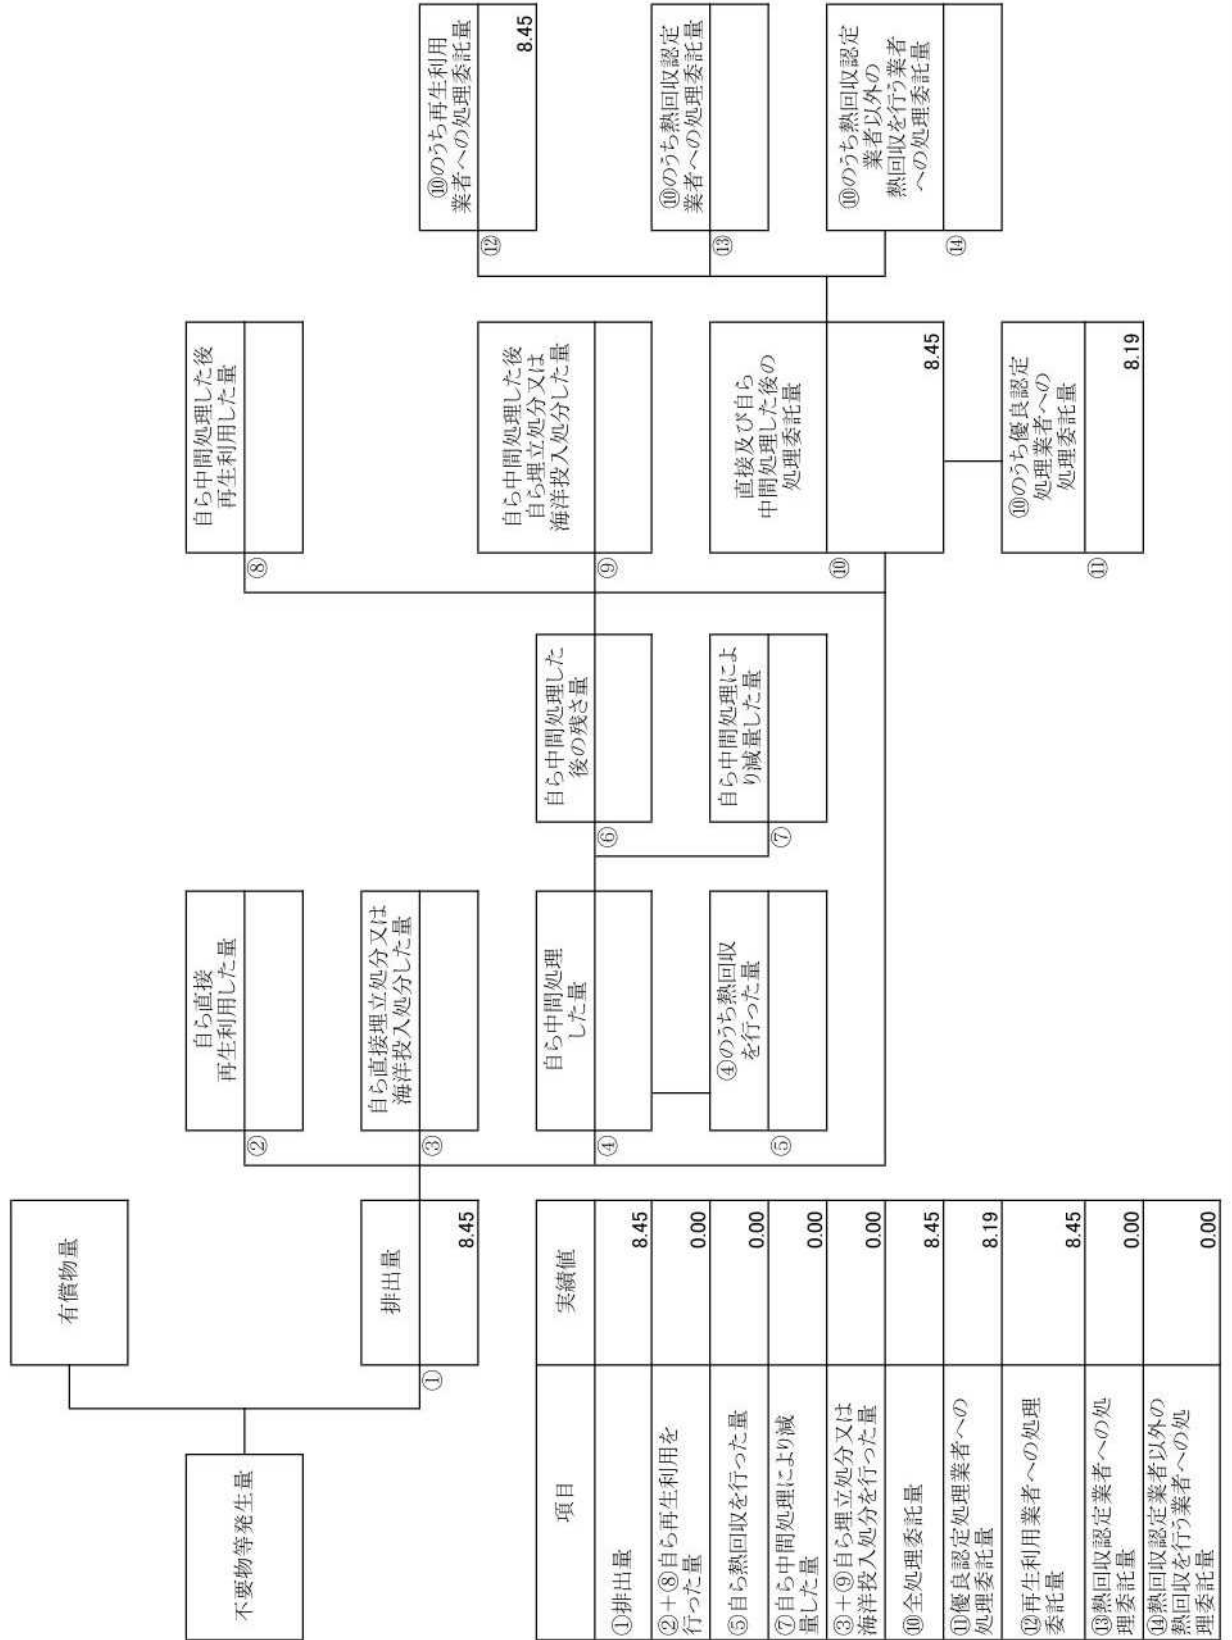 不要物等発生量
有償物量
排出量
①
8.45
自ら直接
再生利用した量
②
自ら直接埋立処分又は
海洋投入処分した量
③
自ら中間処理
した量
④
④のうち熱回収
を行った量
⑤
自ら中間処理した
後の残さ量
⑥
自ら中間処理によ
り減量した量
⑦
自ら中間処理した後
再生利用した量
⑧
自ら中間処理した後
自ら埋立処分又は
海洋投入処分した量
⑨
直接及び自ら
中間処理した後の
処理委託量
⑩
8.45
⑩のうち優良認定
処理業者への
処理委託量
⑪
8.19
⑩のうち再生利用
業者への処理委託量
⑫
8.45
⑩のうち熱回収認定
業者への処理委託量
⑬
⑩のうち熱回収認定
業者以外の
熱回収を行う業者
への処理委託量
⑭
項目 実績値
①排出量 8.45
②+⑧自ら再生利用を
行った量 0.00
⑤自ら熱回収を行った量 0.00
⑦自ら中間処理により減
量した量 0.00
③+⑨自ら埋立処分又は
海洋投入処分を行った量 0.00
⑩全処理委託量 8.45
⑪優良認定処理業者への
処理委託量 8.19
⑫再生利用業者への処理
委託量 8.45
⑬熱回収認定業者への処
理委託量 0.00
⑭熱回収認定業者以外の
熱回収を行う業者への処
理委託量 0.00